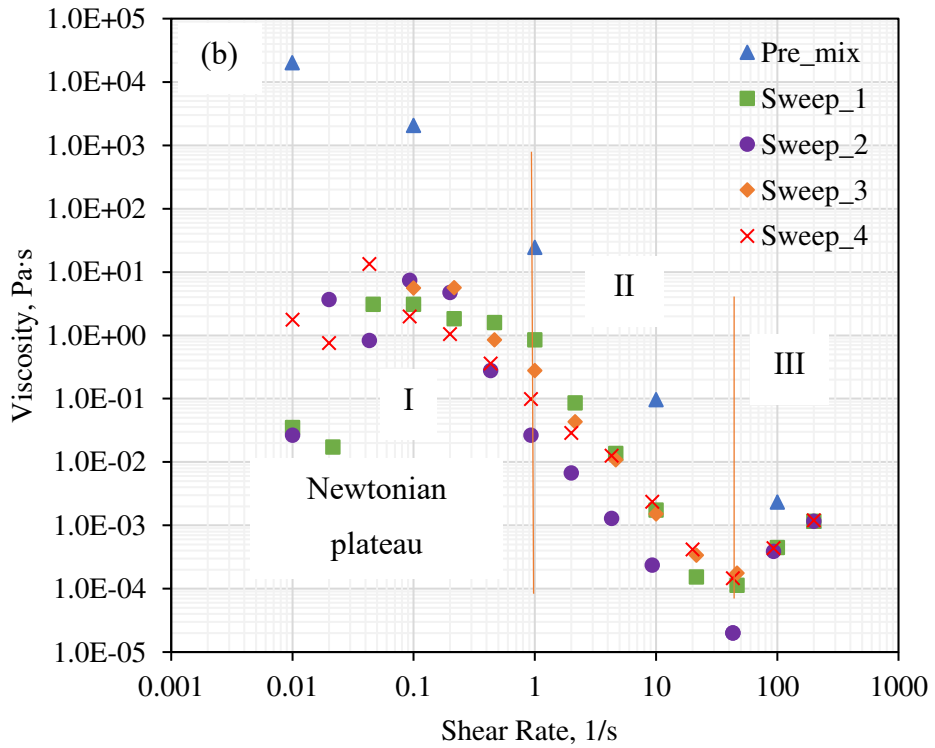 (b)
1.0E+05
1.0E+04
1.0E+03
1.0E+02
1.0E+01
1.0E+00
1.0E-01
1.0E-02
1.0E-03
1.0E-04
1.0E-05
Viscosity, Pa·s
Pre_mix
Sweep_1
Sweep_2
Sweep_3
Sweep_4
I
II
III
Newtonian
plateau
0.001
0.01
0.1
1
10
100
1000
Shear Rate, 1/s